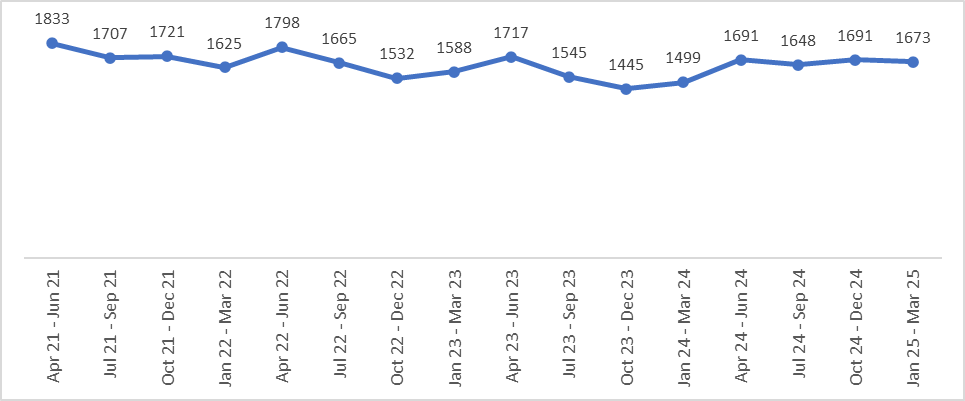 1833
1707
1721
1625
1798
1665
1532
1588
1717
1545
1445
1499
1691
1648
1691
1673
Apr 21 - Jun 21
Jul 21 - Sep 21
Oct 21 - Dec 21
Jan 22 - Mar 22
Apr 22 - Jun 22
Jul 22 - Sep 22
Oct 22 - Dec 22
Jan 23 - Mar 23
Apr 23 - Jun 23
Jul 23 - Sep 23
Oct 23 - Dec 23
Jan 24 - Mar 24
Apr 24 - Jun 24
Jul 24 - Sep 24
Oct 24 - Dec 24
Jan 25 - Mar 25